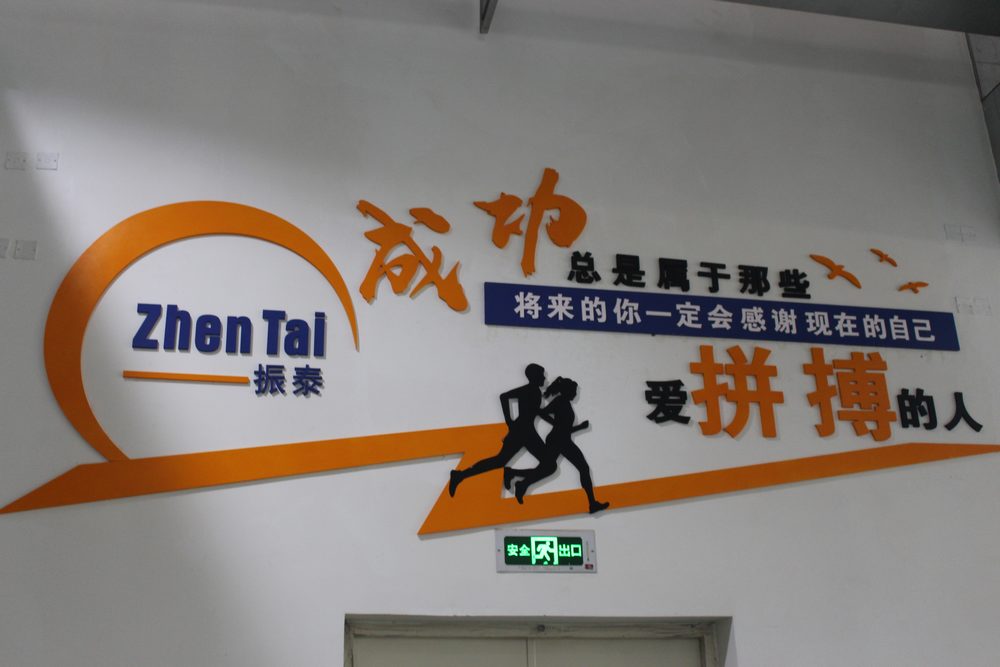 成功
总是属于那些
将来的你一定会感谢现在的自己
爱拼搏的人
Zhen Tai
振泰
安全出口